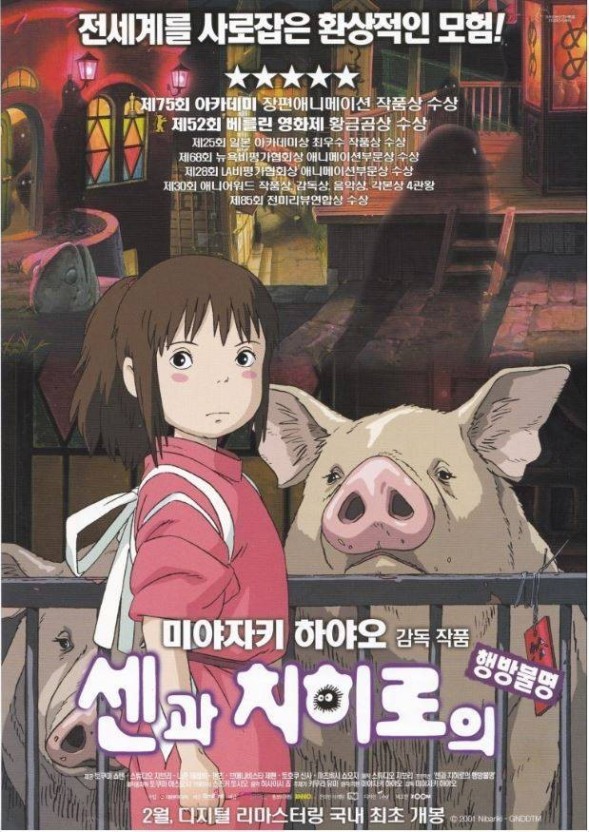 전세계를 사로잡은 환상적인 모험!
제75회 아카데미 장편애니메이션 작품상 수상
제52회 베를린 영화제 황금곰상 수상
제25회 일본 아카데미상 최우수 작품상 수상
제68회 뉴욕비평가협회상 애니메이션부문상 수상
제28회 LA비평가협회상 애니메이션부문상 수상
제30회 애니어워드 작품상, 감독상, 음악상, 각본상 4관왕
제85회 전미리뷰연합상 수상
미야자키 하야오 감독 작품
센과 치히로의
행방불명
2월, 디지털 리마스터링 국내 최초 개봉
© 2001 Nibariki · GNDDTM